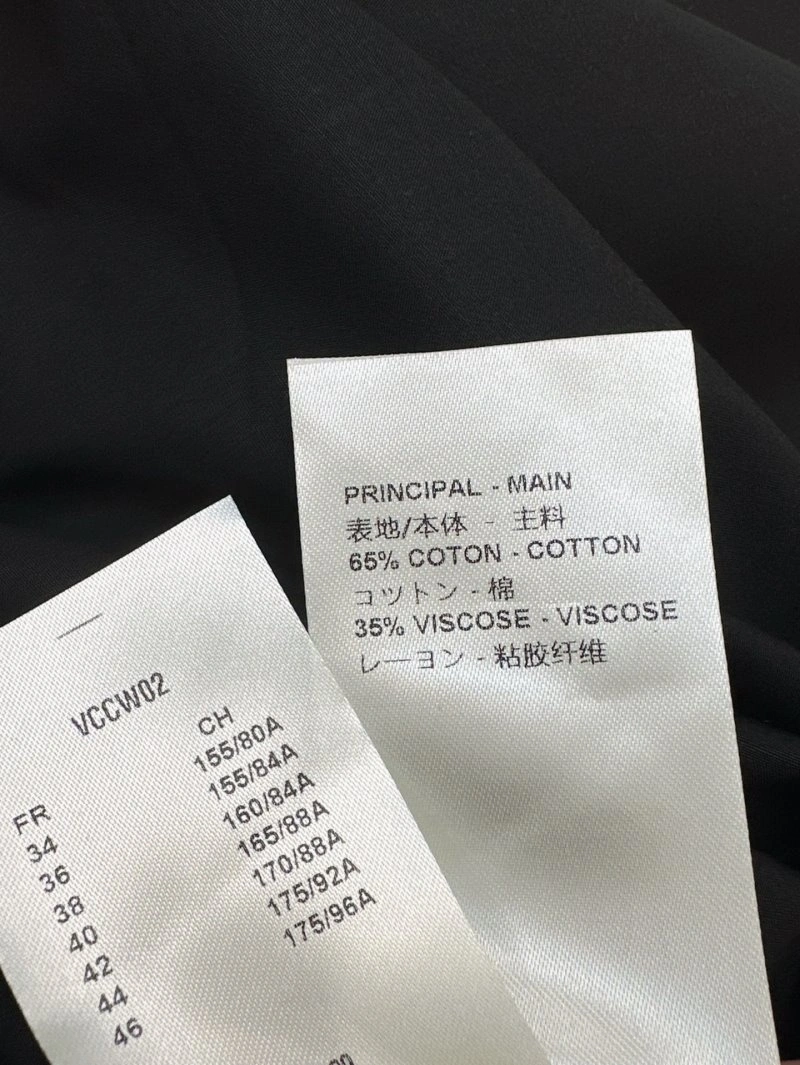 PRINCIPAL - MAIN
表地/本体 - 主料
65% COTON - COTTON
コットン - 棉
35% VISCOSE - VISCOSE
レーヨン - 粘胶纤维
VCCW02
FR CH
34 155/80A
36 155/84A
38 160/84A
40 165/88A
42 170/88A
44 175/92A
46 175/96A